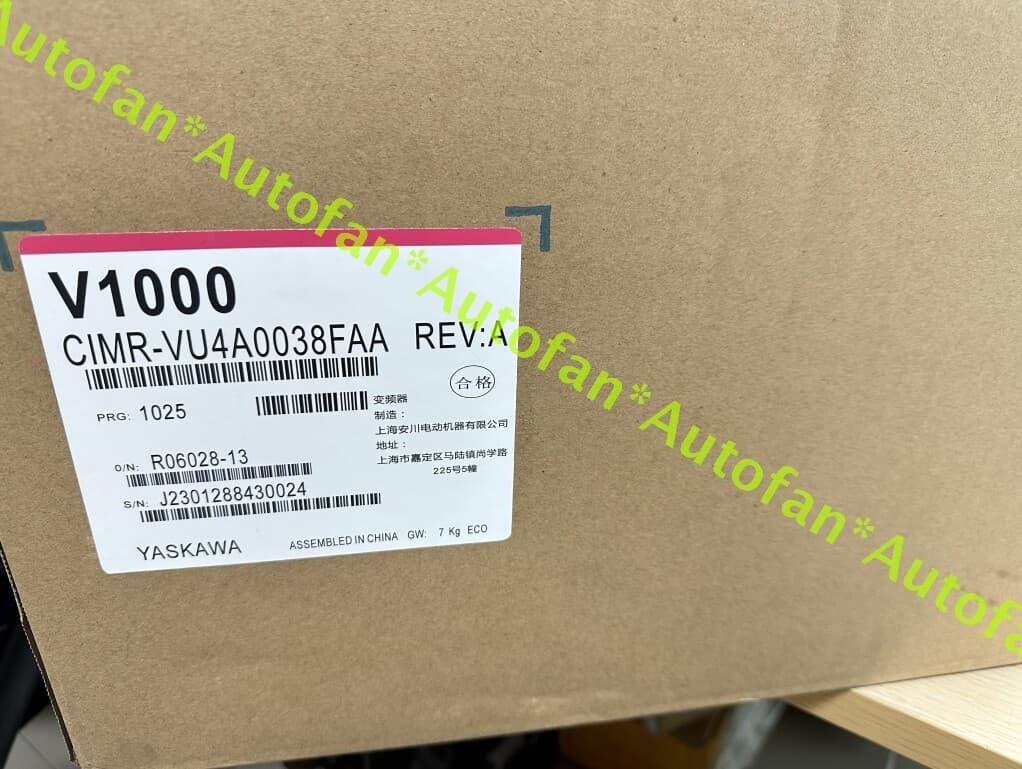 Autofan*Autofan*Autofan*Autofan*Autofa
V1000
CIMR-VU4A0038FAA REV:A
合格
PRG: 1025
变频器
制造：
上海安川电动机器有限公司
地址：
上海市嘉定区马陆镇尚学路
225号5幢
O/N: R06028-13
S/N: J2301288430024
YASKAWA ASSEMBLED IN CHINA GW: 7 Kg ECO